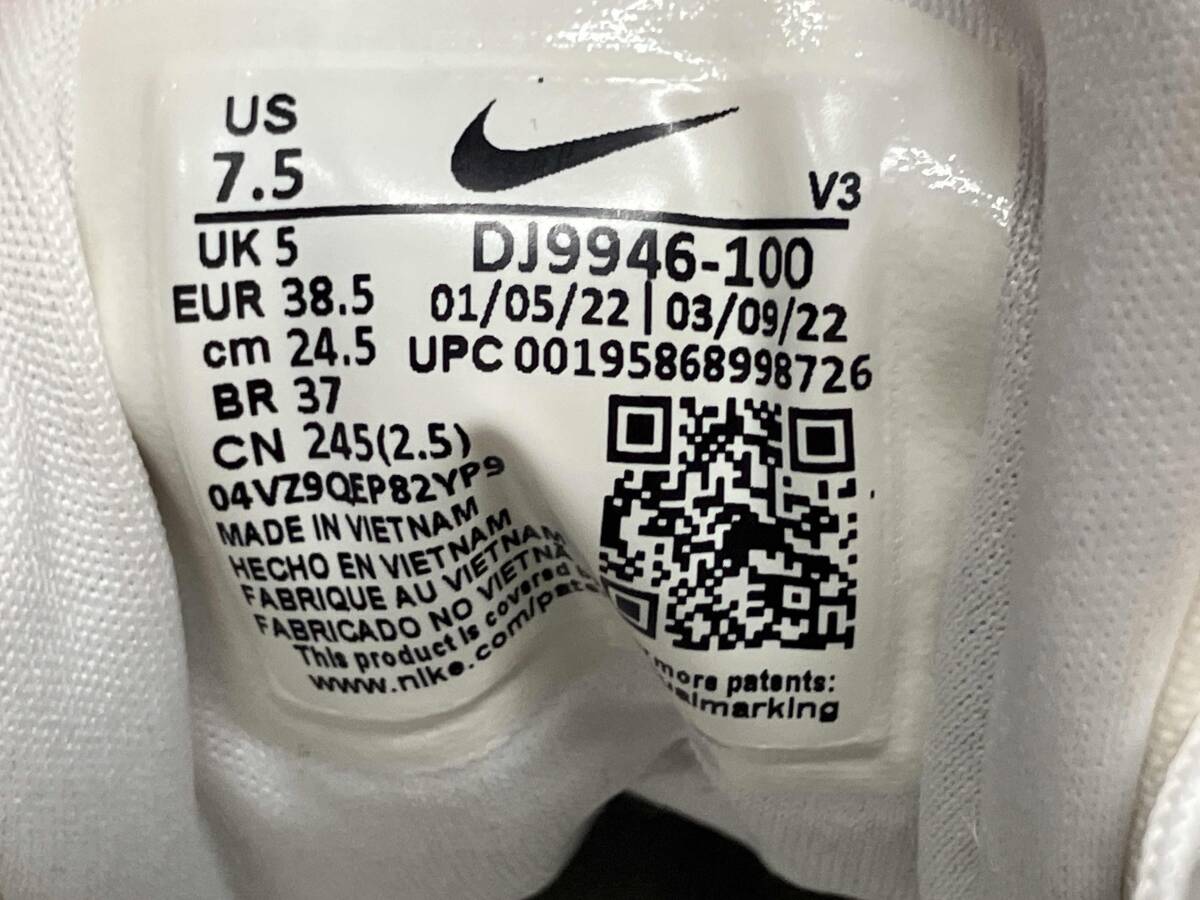 US
7.5
V3
UK 5
DJ9946-100
EUR 38.5
01/05/22 | 03/09/22
cm 24.5
UPC 00195868998726
BR 37
CN 245(2.5)
04VZ9QEP82YP9
MADE IN VIETNAM
HECHO EN VIETNAM
FABRIQUE AU VIETNAM
FABRICADO NO VIETNA
This product is covered
www.nike.com/pate
more patents:
marking